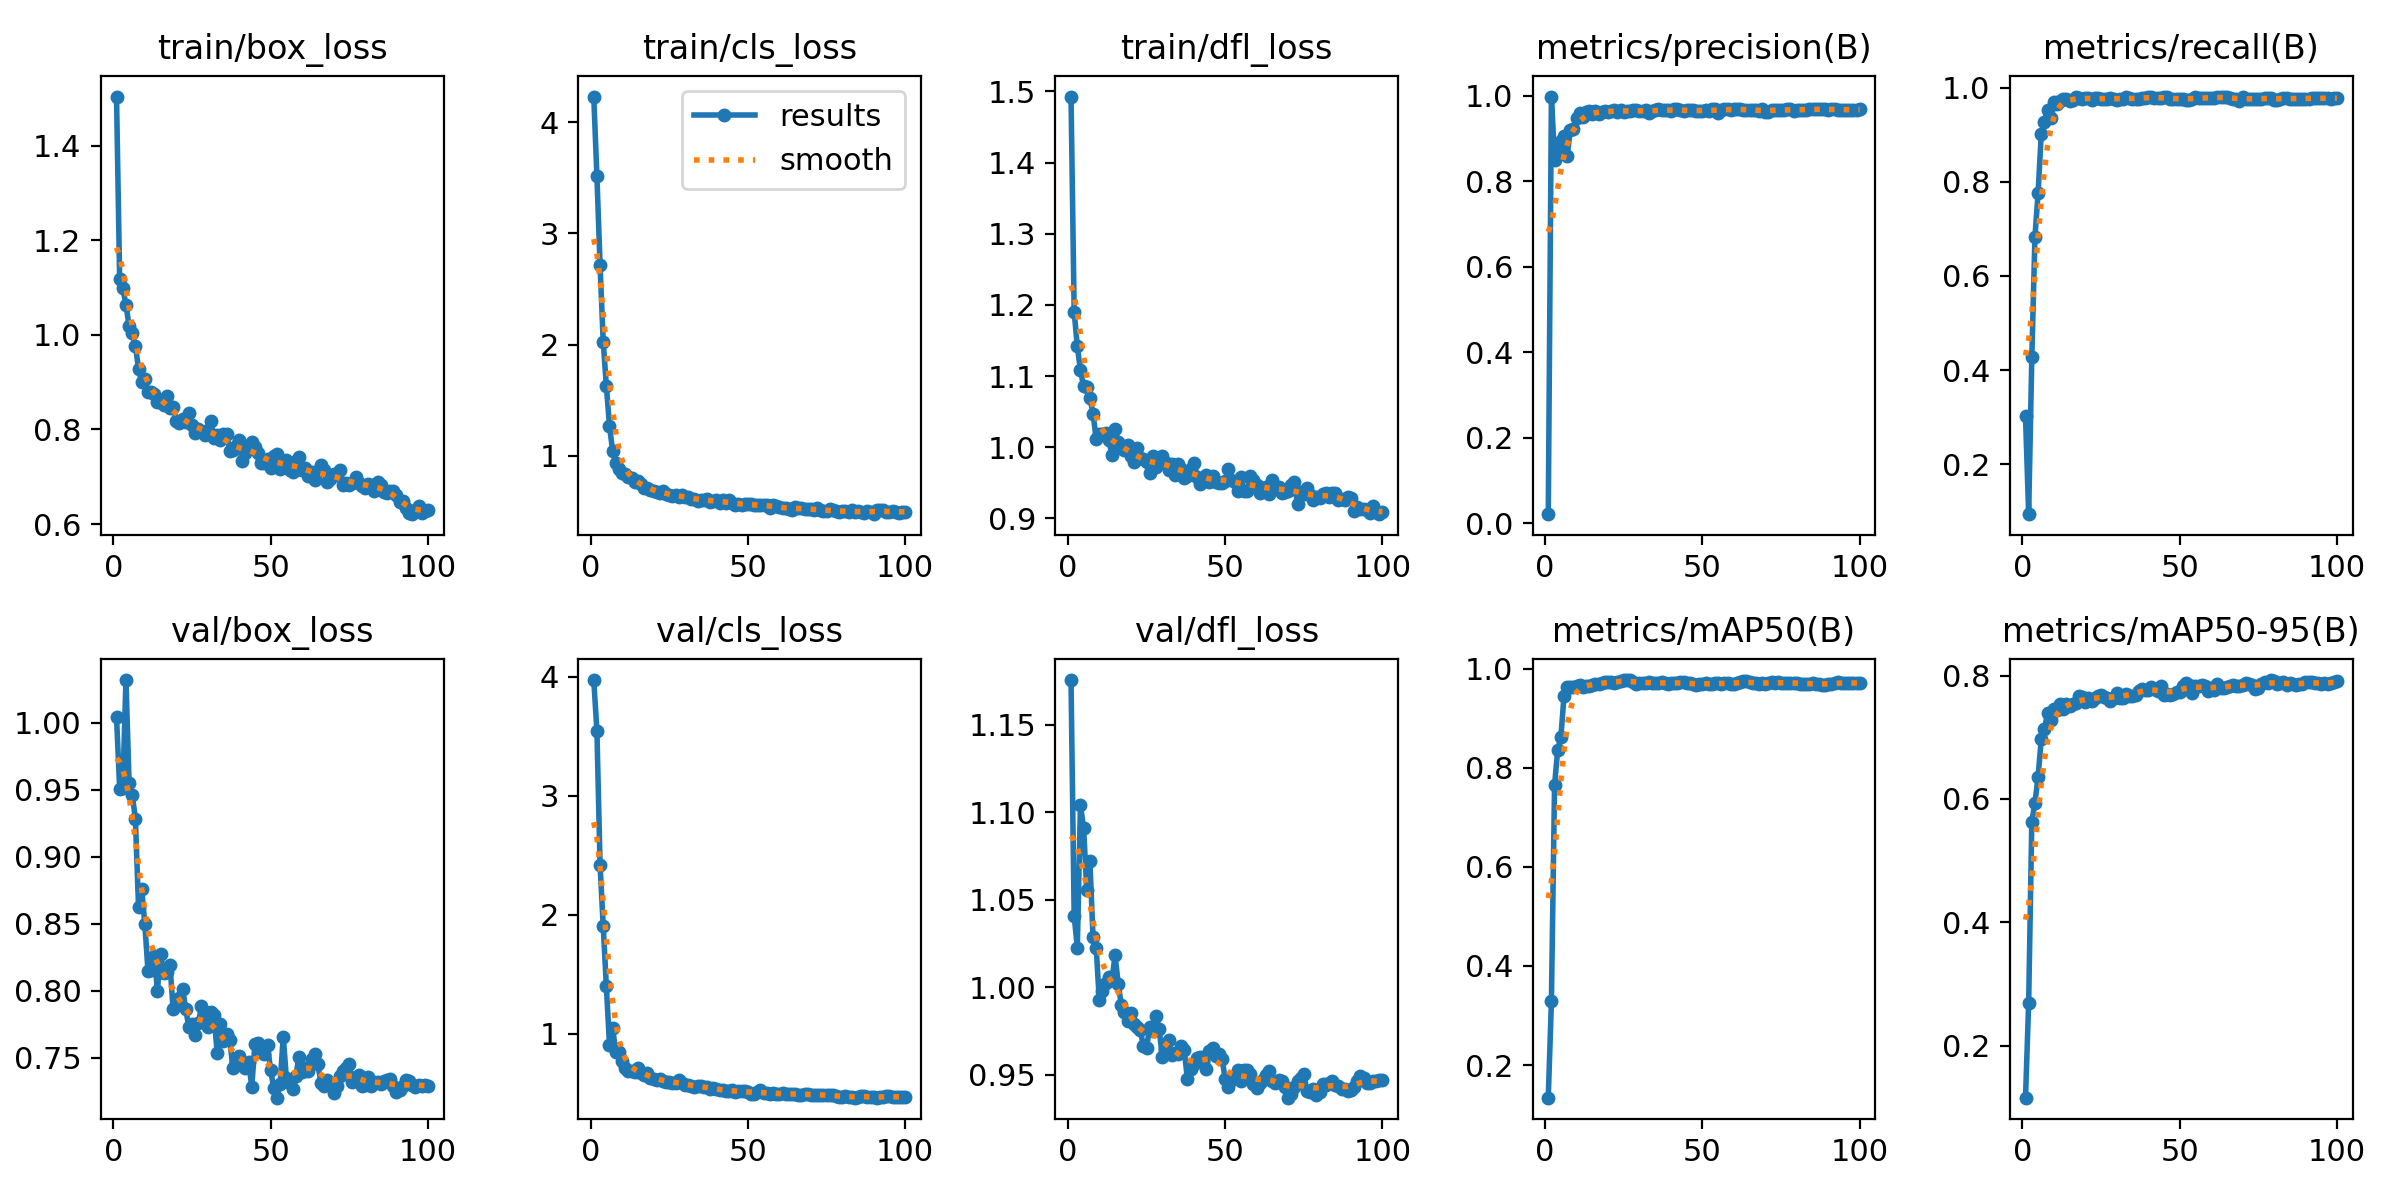 train/box_loss
1.4
1.2
1.0
0.8
0.6
0 50 100
train/cls_loss
results
smooth
4
3
2
1
0 50 100
train/dfl_loss
1.5
1.4
1.3
1.2
1.1
1.0
0.9
0 50 100
metrics/precision(B)
1.0
0.8
0.6
0.4
0.2
0.0
0 50 100
metrics/recall(B)
1.0
0.8
0.6
0.4
0.2
0 50 100
val/box_loss
1.00
0.95
0.90
0.85
0.80
0.75
0 50 100
val/cls_loss
4
3
2
1
0 50 100
val/dfl_loss
1.15
1.10
1.05
1.00
0.95
0 50 100
metrics/mAP50(B)
1.0
0.8
0.6
0.4
0.2
0 50 100
metrics/mAP50-95(B)
0.8
0.6
0.4
0.2
0 50 100